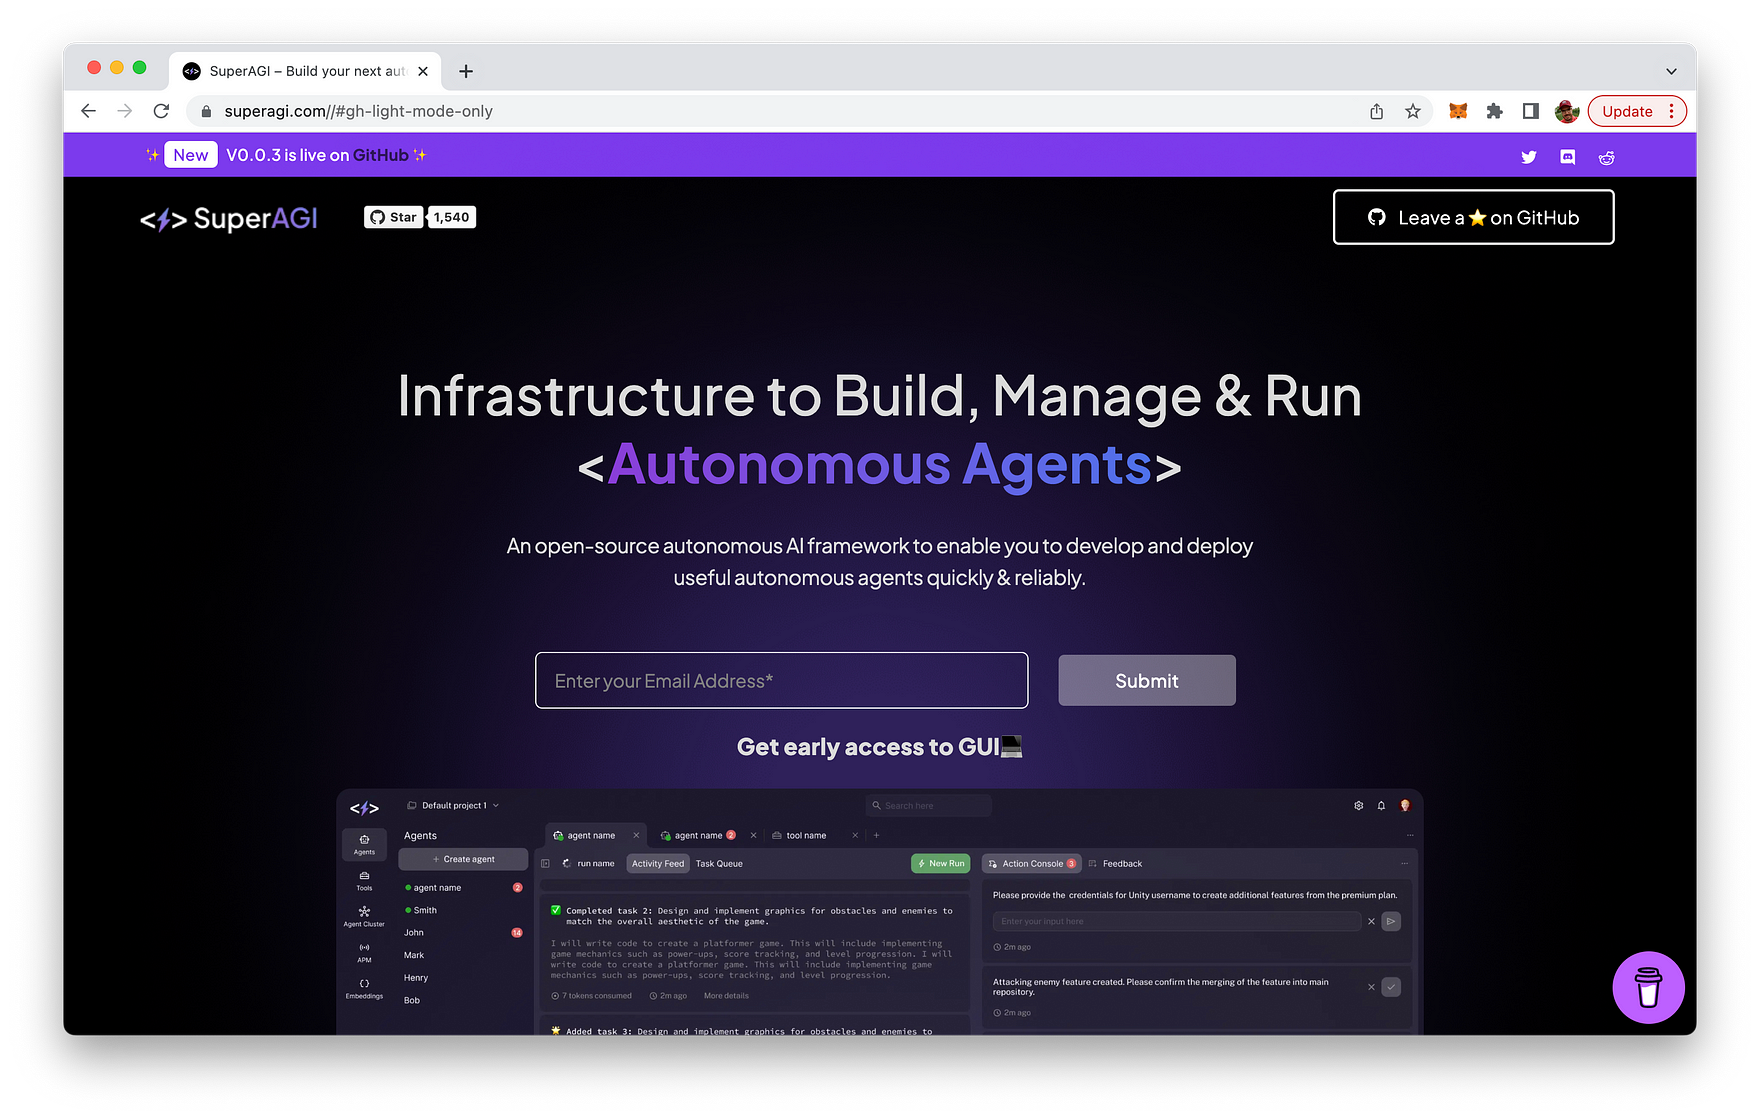 SuperAGI – Build your next aut
superagi.com//#gh-light-mode-only
Update
New V0.0.3 is live on GitHub
SuperAGI
Star 1,540
Leave a ⭐ on GitHub
Infrastructure to Build, Manage & Run
<Autonomous Agents>
An open-source autonomous AI framework to enable you to develop and deploy
useful autonomous agents quickly & reliably.
Enter your Email Address*
Submit
Get early access to GUI
Default project 1
Search here
Agents
Tools
Agent Cluster
APM
Embeddings
Agents
+ Create agent
agent name 2
Smith
John 14
Mark
Henry
Bob
agent name
agent name 2
tool name
run name
Activity Feed
Task Queue
New Run
Completed task 2: Design and implement graphics for obstacles and enemies to
match the overall aesthetic of the game.
I will write code to create a platformer game. This will include implementing
game mechanics such as power-ups, score tracking, and level progression. I will
write code to create a platformer game. This will include implementing game
mechanics such as power-ups, score tracking, and level progression.
7 tokens consumed
2m ago
More details
Added task 3: Design and implement graphics for obstacles and enemies to
Action Console 3
Feedback
Please provide the credentials for Unity username to create additional features from the premium plan.
Enter your input here
2m ago
Attacking enemy feature created. Please confirm the merging of the feature into main
repository.
2m ago